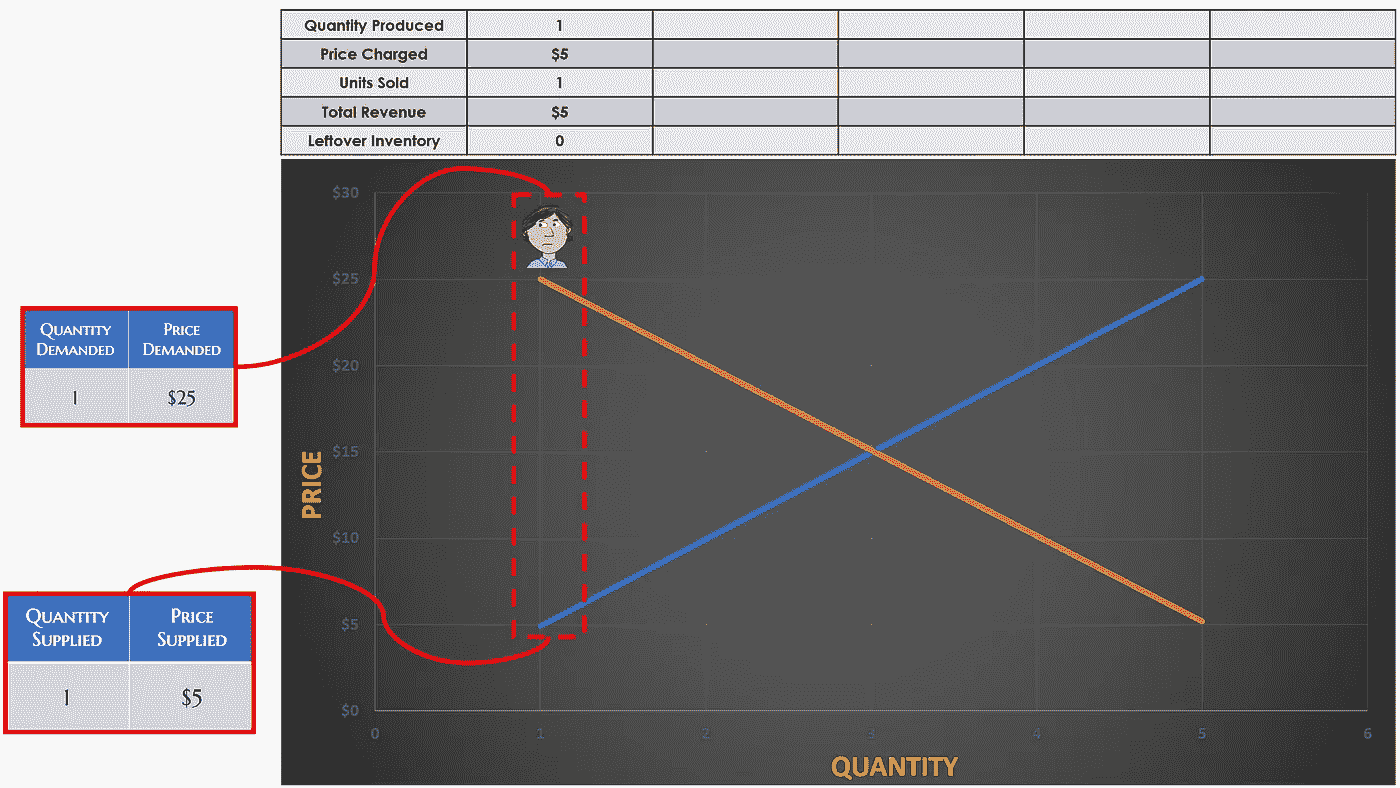 Quantity Produced 1
Price Charged $5
Units Sold 1
Total Revenue $5
Leftover Inventory 0
$30
$25
$20
$15
$10
$5
$0
PRICE
0 1 2 3 4 5 6
QUANTITY
QUANTITY DEMANDED PRICE DEMANDED
1 $25
QUANTITY SUPPLIED PRICE SUPPLIED
1 $5